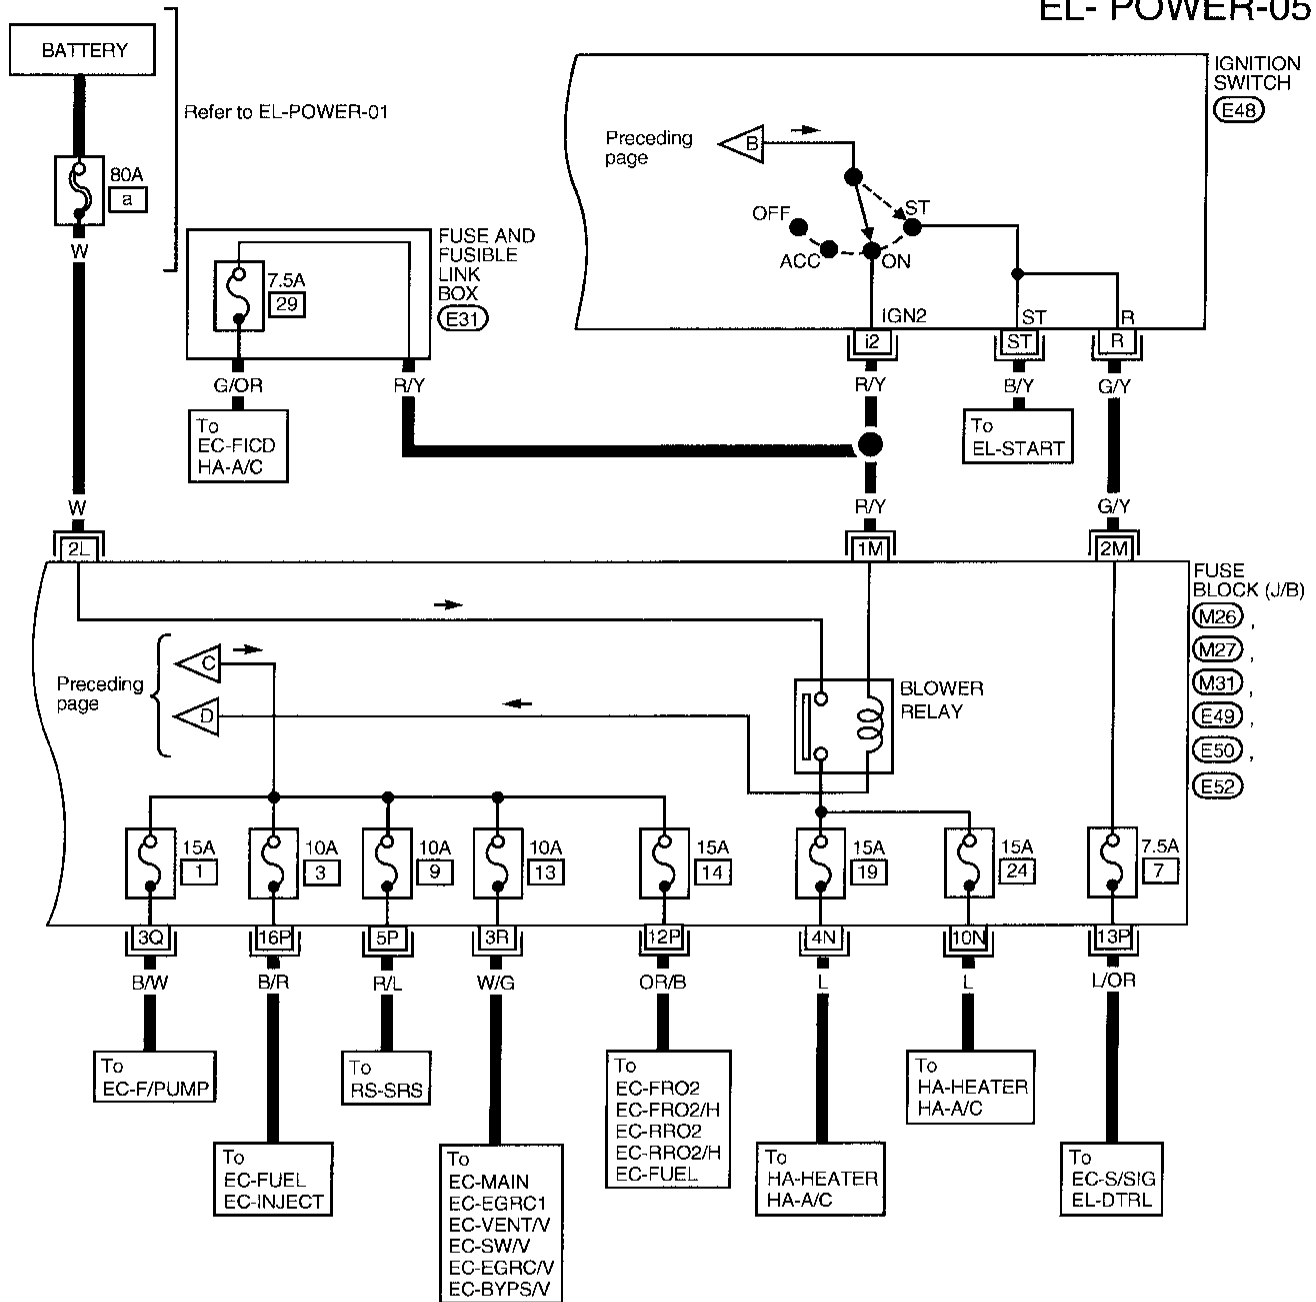 EL- POWER-05
BATTERY
Refer to EL-POWER-01
80A
a
W
IGNITION
SWITCH
E48
Preceding
page
B
OFF
ACC
ON
ST
IGN2
ST
R
i2
ST
R
FUSE AND
FUSIBLE
LINK
BOX
E31
7.5A
29
G/OR
R/Y
R/Y
B/Y
G/Y
To
EC-FICD
HA-A/C
To
EL-START
W
R/Y
G/Y
2L
1M
2M
FUSE
BLOCK (J/B)
M26 ,
M27 ,
M31 ,
E49 ,
E50 ,
E52
Preceding
page
C
D
BLOWER
RELAY
15A
1
10A
3
10A
9
10A
13
15A
14
15A
19
15A
24
7.5A
7
3Q
16P
5P
3R
12P
4N
10N
13P
B/W
B/R
R/L
W/G
OR/B
L
L
L/OR
To
EC-F/PUMP
To
RS-SRS
To
EC-FRO2
EC-FRO2/H
EC-RRO2
EC-RRO2/H
EC-FUEL
To
HA-HEATER
HA-A/C
To
EC-FUEL
EC-INJECT
To
EC-MAIN
EC-EGRC1
EC-VENT/V
EC-SW/V
EC-EGRC/V
EC-BYPS/V
To
HA-HEATER
HA-A/C
To
EC-S/SIG
EL-DTRL